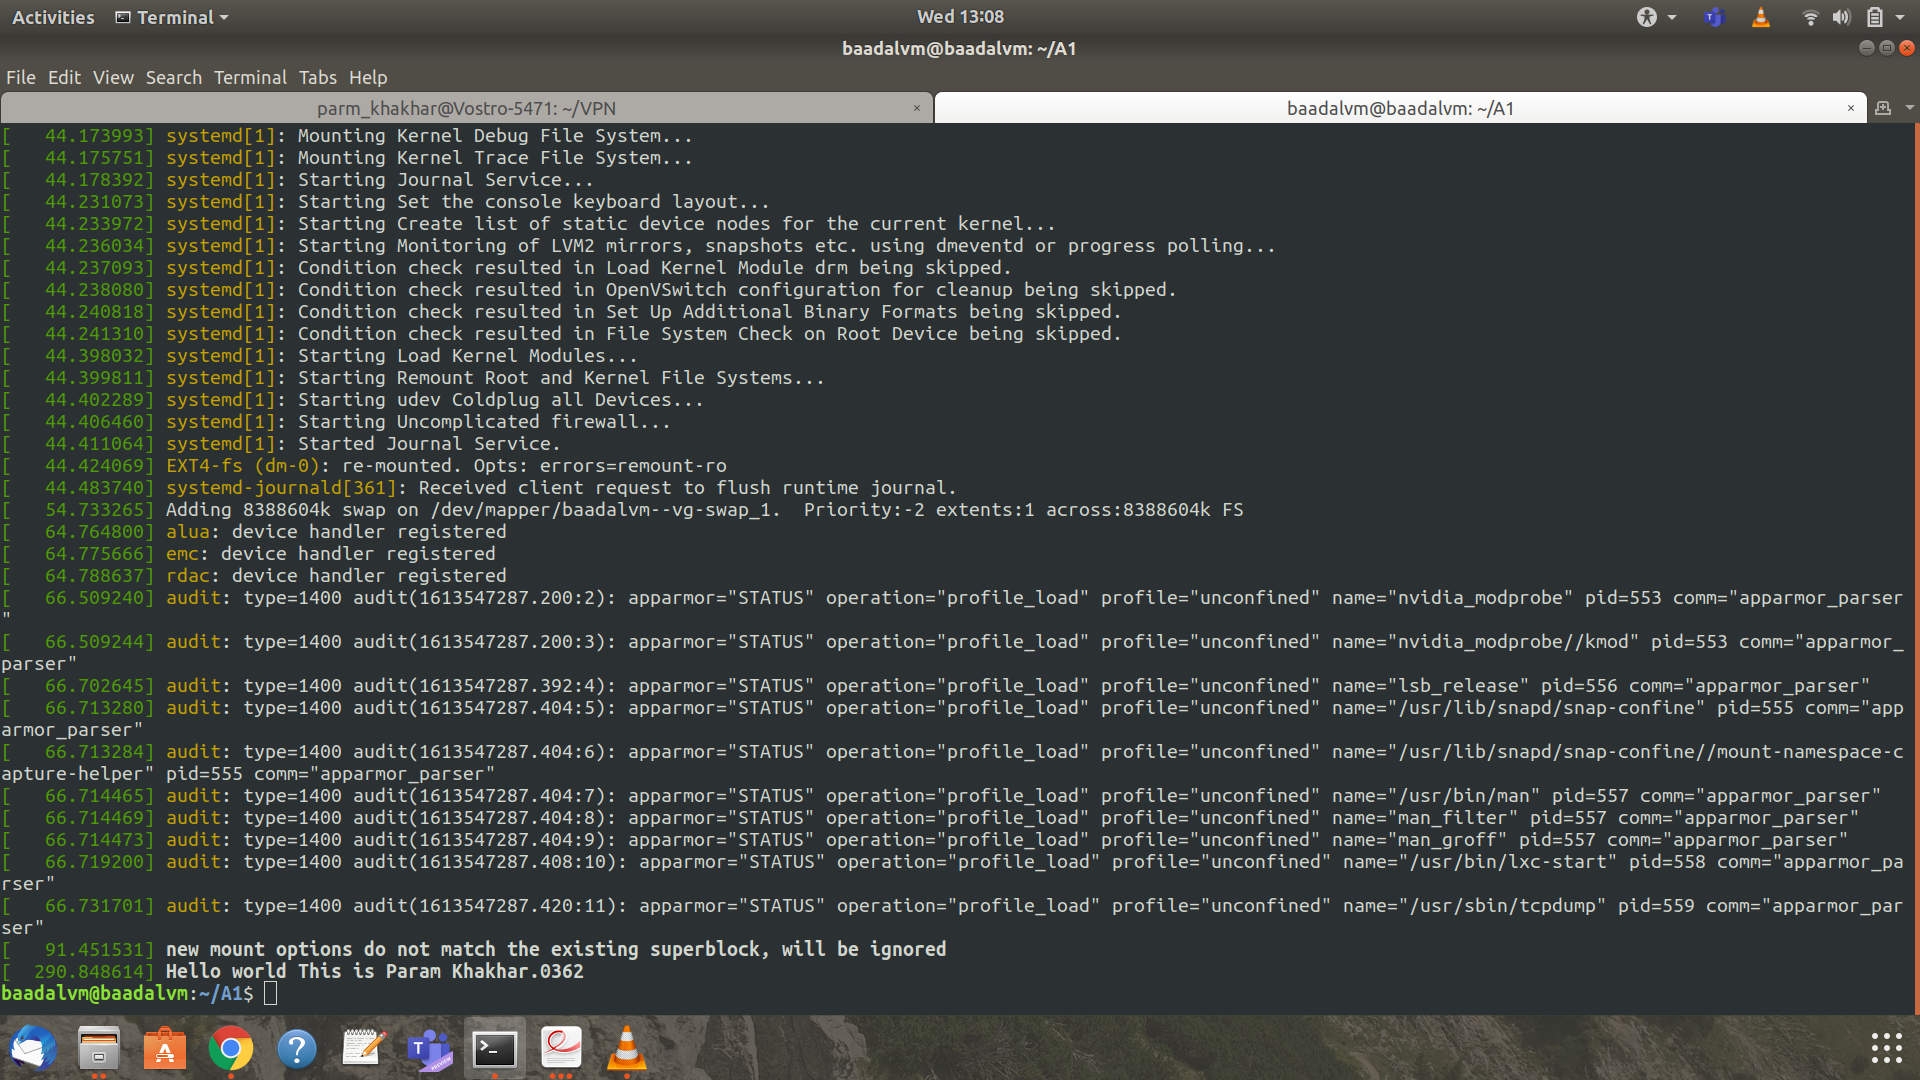 Activities Terminal Wed 13:08
baadalvm@baadalvm: ~/A1
File Edit View Search Terminal Tabs Help
parm_khakhar@Vostro-5471: ~/VPN × baadalvm@baadalvm: ~/A1 ×
[   44.173993] systemd[1]: Mounting Kernel Debug File System...
[   44.175751] systemd[1]: Mounting Kernel Trace File System...
[   44.178392] systemd[1]: Starting Journal Service...
[   44.231073] systemd[1]: Starting Set the console keyboard layout...
[   44.233972] systemd[1]: Starting Create list of static device nodes for the current kernel...
[   44.236034] systemd[1]: Starting Monitoring of LVM2 mirrors, snapshots etc. using dmeventd or progress polling...
[   44.237093] systemd[1]: Condition check resulted in Load Kernel Module drm being skipped.
[   44.238080] systemd[1]: Condition check resulted in OpenVSwitch configuration for cleanup being skipped.
[   44.240818] systemd[1]: Condition check resulted in Set Up Additional Binary Formats being skipped.
[   44.241310] systemd[1]: Condition check resulted in File System Check on Root Device being skipped.
[   44.398032] systemd[1]: Starting Load Kernel Modules...
[   44.399811] systemd[1]: Starting Remount Root and Kernel File Systems...
[   44.402289] systemd[1]: Starting udev Coldplug all Devices...
[   44.406460] systemd[1]: Starting Uncomplicated firewall...
[   44.411064] systemd[1]: Started Journal Service.
[   44.424069] EXT4-fs (dm-0): re-mounted. Opts: errors=remount-ro
[   44.483740] systemd-journald[361]: Received client request to flush runtime journal.
[   54.733265] Adding 8388604k swap on /dev/mapper/baadalvm--vg-swap_1.  Priority:-2 extents:1 across:8388604k FS
[   64.764800] alua: device handler registered
[   64.775666] emc: device handler registered
[   64.788637] rdac: device handler registered
[   66.509240] audit: type=1400 audit(1613547287.200:2): apparmor="STATUS" operation="profile_load" profile="unconfined" name="nvidia_modprobe" pid=553 comm="apparmor_parser
"
[   66.509244] audit: type=1400 audit(1613547287.200:3): apparmor="STATUS" operation="profile_load" profile="unconfined" name="nvidia_modprobe//kmod" pid=553 comm="apparmor_
parser"
[   66.702645] audit: type=1400 audit(1613547287.392:4): apparmor="STATUS" operation="profile_load" profile="unconfined" name="lsb_release" pid=556 comm="apparmor_parser"
[   66.713280] audit: type=1400 audit(1613547287.404:5): apparmor="STATUS" operation="profile_load" profile="unconfined" name="/usr/lib/snapd/snap-confine" pid=555 comm="app
armor_parser"
[   66.713284] audit: type=1400 audit(1613547287.404:6): apparmor="STATUS" operation="profile_load" profile="unconfined" name="/usr/lib/snapd/snap-confine//mount-namespace-c
apture-helper" pid=555 comm="apparmor_parser"
[   66.714465] audit: type=1400 audit(1613547287.404:7): apparmor="STATUS" operation="profile_load" profile="unconfined" name="/usr/bin/man" pid=557 comm="apparmor_parser"
[   66.714469] audit: type=1400 audit(1613547287.404:8): apparmor="STATUS" operation="profile_load" profile="unconfined" name="man_filter" pid=557 comm="apparmor_parser"
[   66.714473] audit: type=1400 audit(1613547287.404:9): apparmor="STATUS" operation="profile_load" profile="unconfined" name="man_groff" pid=557 comm="apparmor_parser"
[   66.719200] audit: type=1400 audit(1613547287.408:10): apparmor="STATUS" operation="profile_load" profile="unconfined" name="/usr/bin/lxc-start" pid=558 comm="apparmor_pa
rser"
[   66.731701] audit: type=1400 audit(1613547287.420:11): apparmor="STATUS" operation="profile_load" profile="unconfined" name="/usr/sbin/tcpdump" pid=559 comm="apparmor_par
ser"
[   91.451531] new mount options do not match the existing superblock, will be ignored
[  290.848614] Hello world This is Param Khakhar.0362
baadalvm@baadalvm:~/A1$